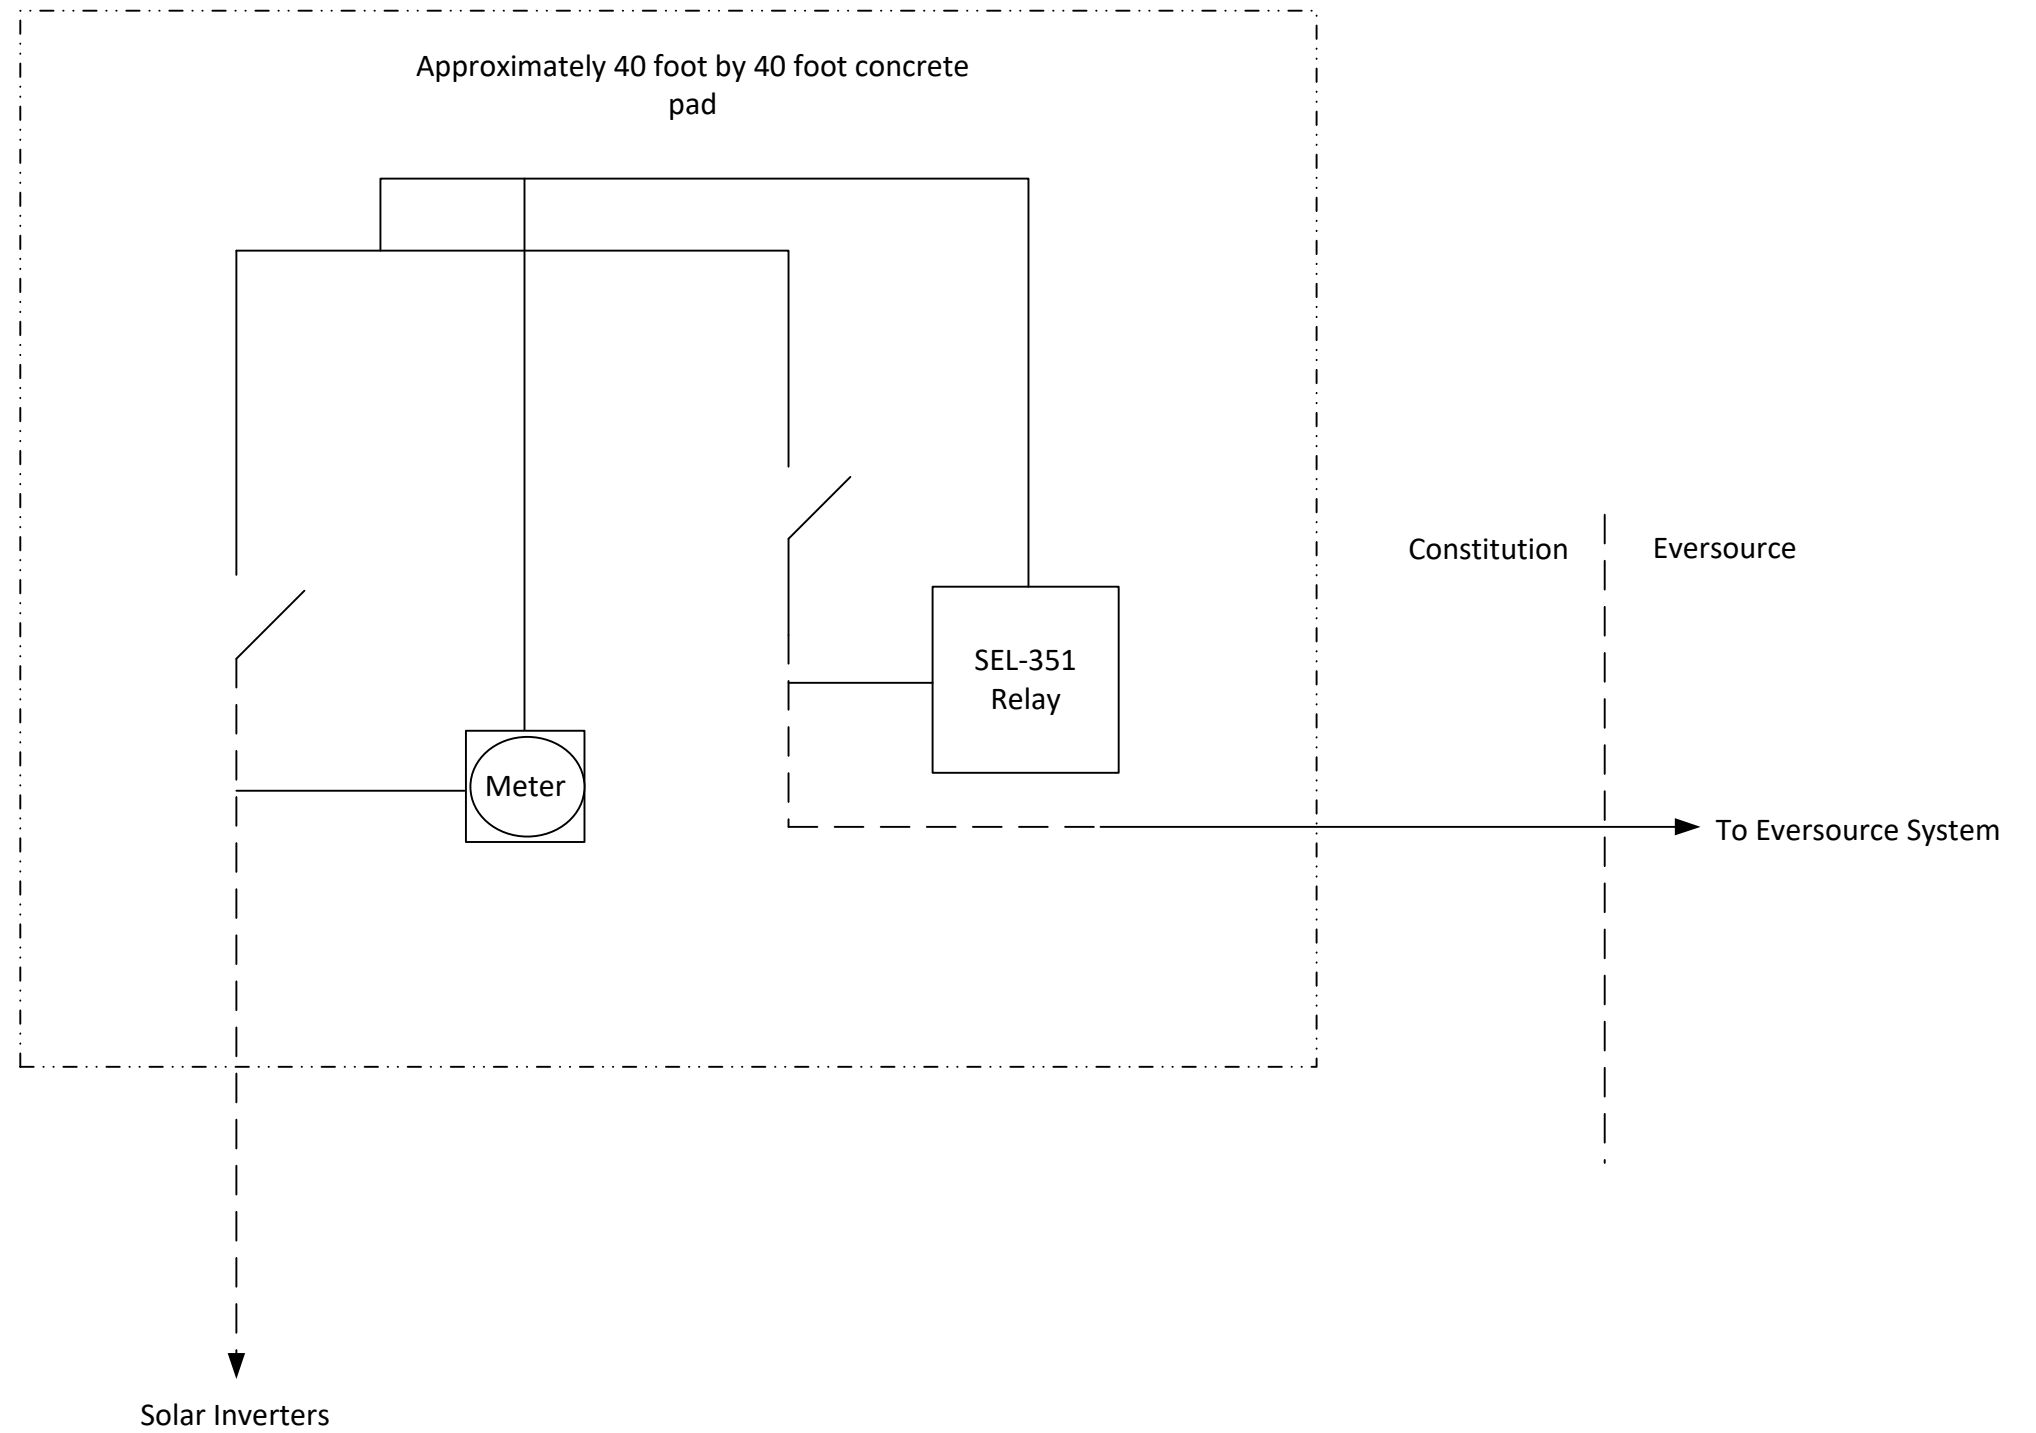 Approximately 40 foot by 40 foot concrete
pad
Constitution
Eversource
SEL-351
Relay
Meter
To Eversource System
Solar Inverters